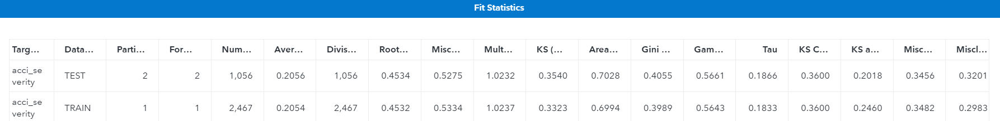 Fit Statistics
Targ... Data... Parti... For... Num... Aver... Divis... Root... Misc... Mult... KS (... Area... Gini ... Gam... Tau KS C... KS a... Misc... Miscl...
acci_se
verity TEST 2 2 1,056 0.2056 1,056 0.4534 0.5275 1.0232 0.3540 0.7028 0.4055 0.5661 0.1866 0.3600 0.2018 0.3456 0.3201
acci_se
verity TRAIN 1 1 2,467 0.2054 2,467 0.4532 0.5334 1.0237 0.3323 0.6994 0.3989 0.5643 0.1833 0.3600 0.2460 0.3482 0.2983